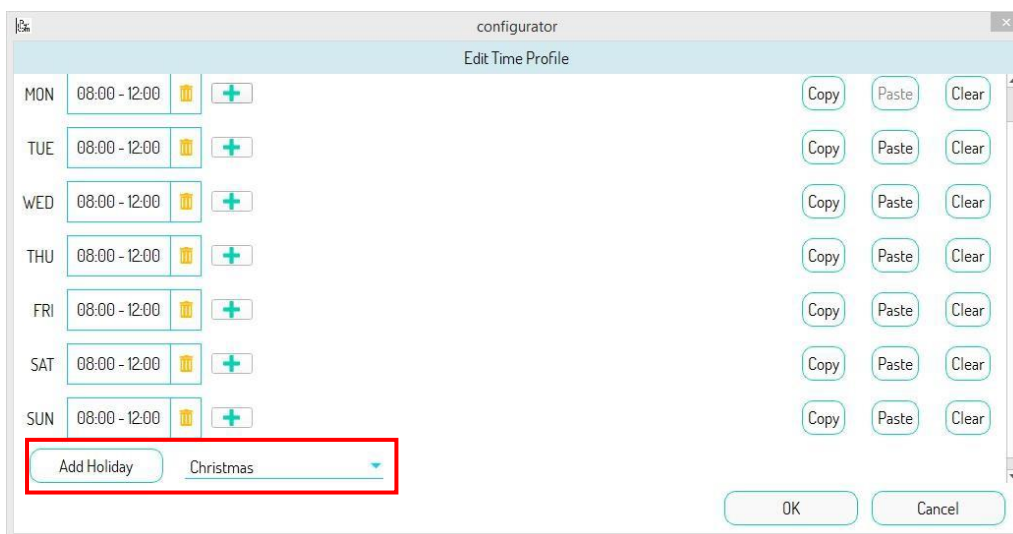 configurator
Edit Time Profile
MON 08:00 - 12:00 Copy Paste Clear
TUE 08:00 - 12:00 Copy Paste Clear
WED 08:00 - 12:00 Copy Paste Clear
THU 08:00 - 12:00 Copy Paste Clear
FRI 08:00 - 12:00 Copy Paste Clear
SAT 08:00 - 12:00 Copy Paste Clear
SUN 08:00 - 12:00 Copy Paste Clear
Add Holiday Christmas
OK Cancel